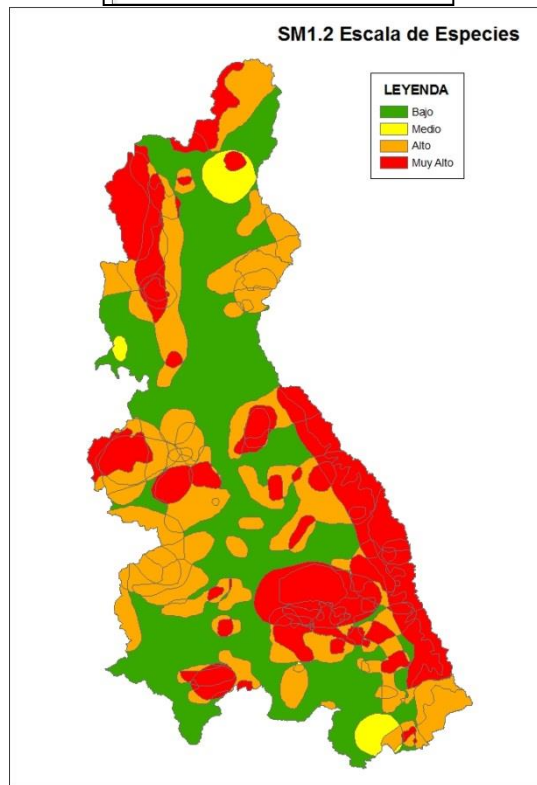 SM1.2 Escala de Especies
LEYENDA
Bajo
Medio
Alto
Muy Alto